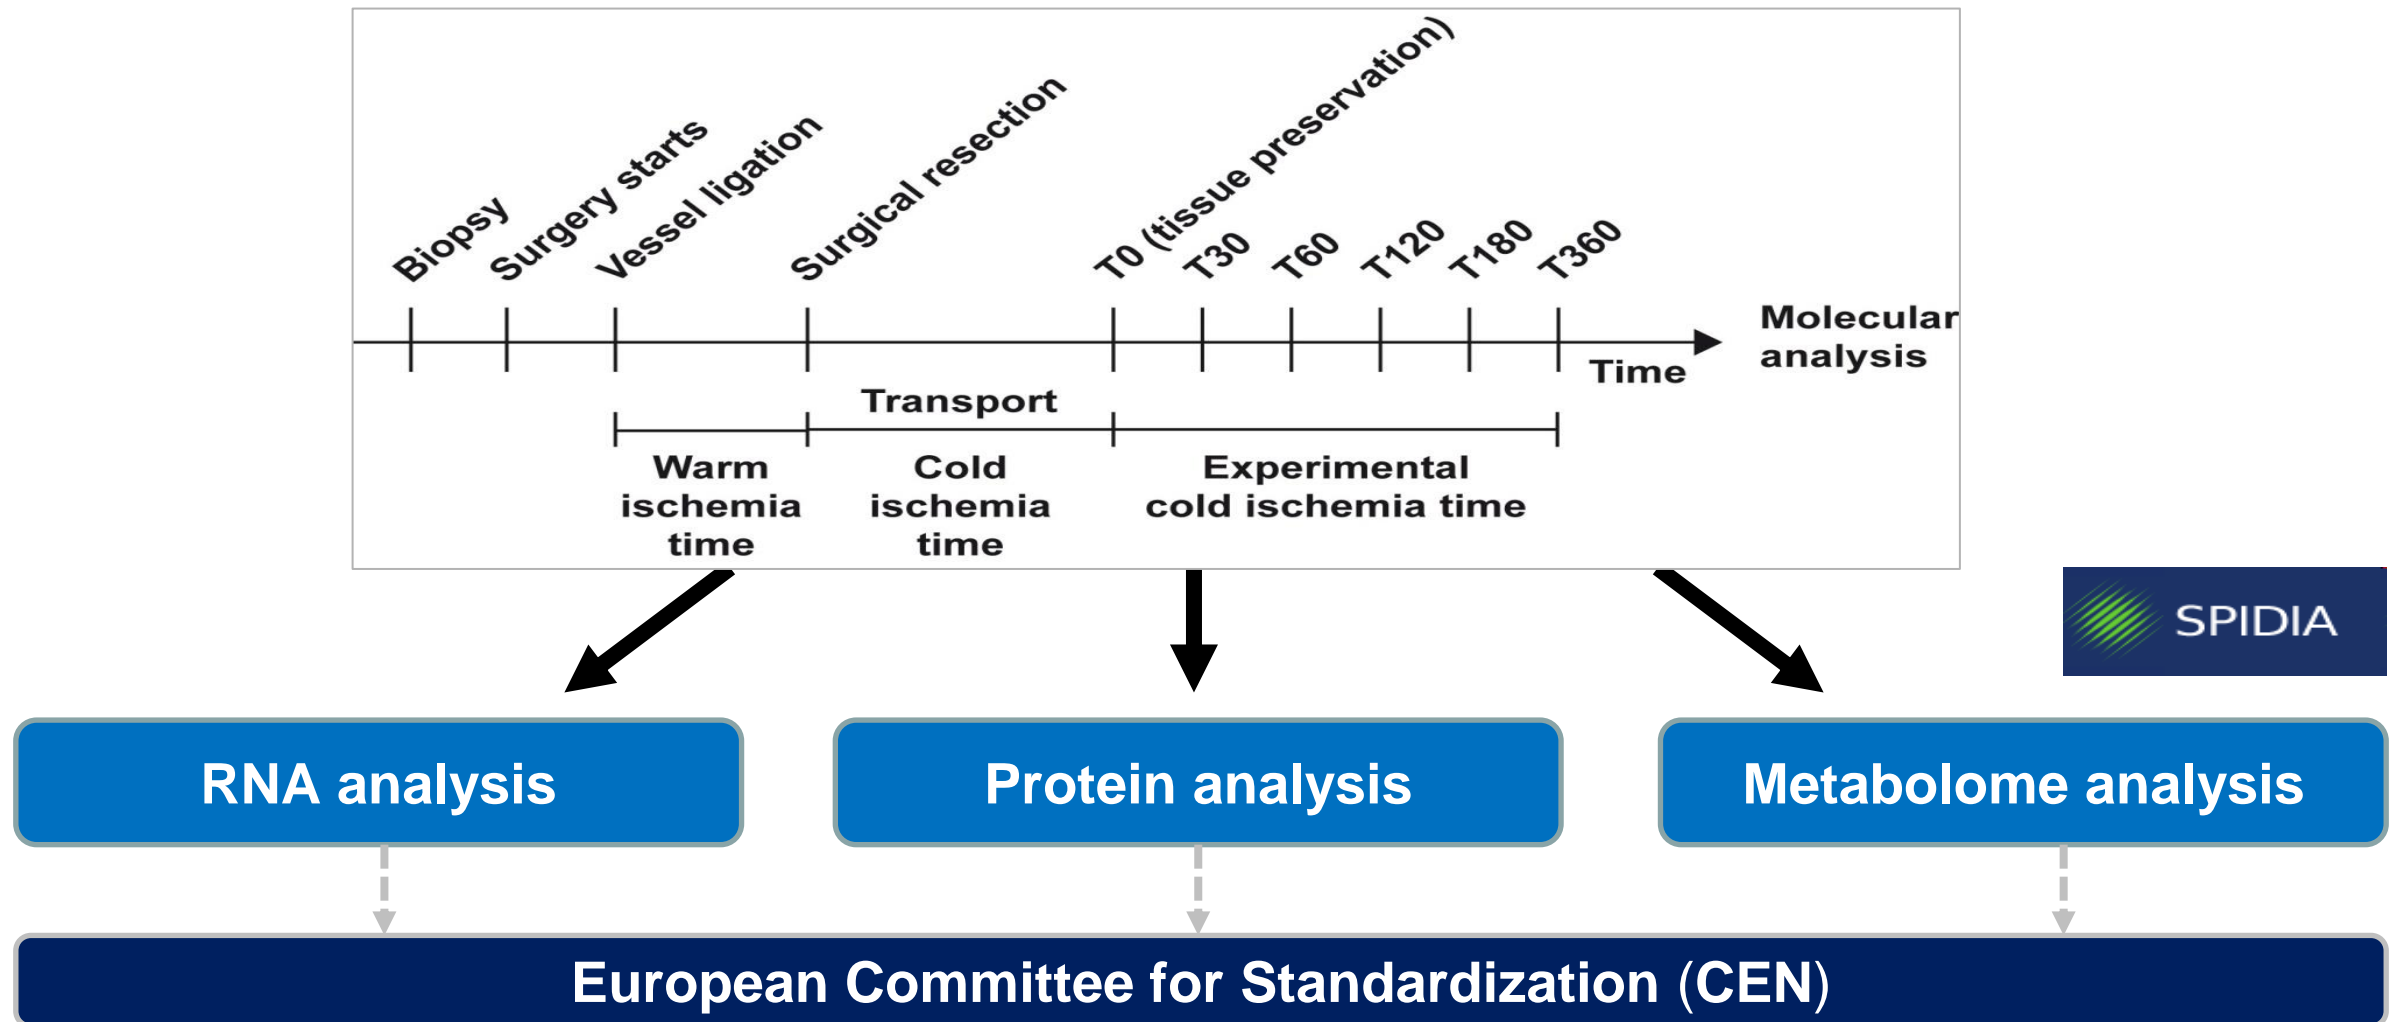 Biopsy
Surgery starts
Vessel ligation
Surgical resection
T0 (tissue preservation)
T30
T60
T120
T180
T360
Molecular
analysis
Time
Transport
Warm
ischemia
time
Cold
ischemia
time
Experimental
cold ischemia time
SPIDIA
RNA analysis
Protein analysis
Metabolome analysis
European Committee for Standardization (CEN)